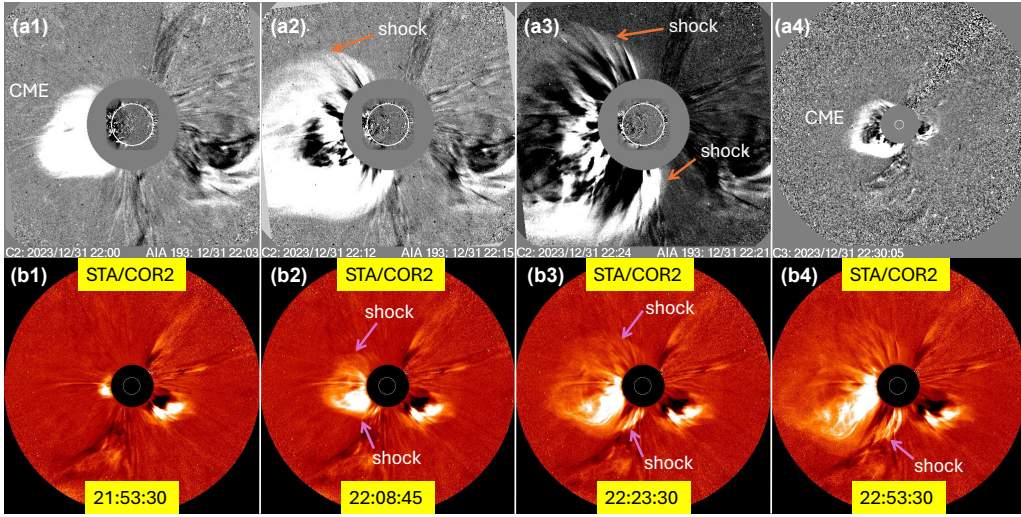 (a1)
CME
C2: 2023/12/31 22:00
AIA 193: 12/31 22:03
(a2)
shock
C2: 2023/12/31 22:12
AIA 193: 12/31 22:15
(a3)
shock
shock
C2: 2023/12/31 22:24
AIA 193: 12/31 22:21
(a4)
CME
C3: 2023/12/31 22:30:05
(b1)
STA/COR2
21:53:30
(b2)
STA/COR2
shock
shock
22:08:45
(b3)
STA/COR2
shock
shock
22:23:30
(b4)
STA/COR2
shock
22:53:30